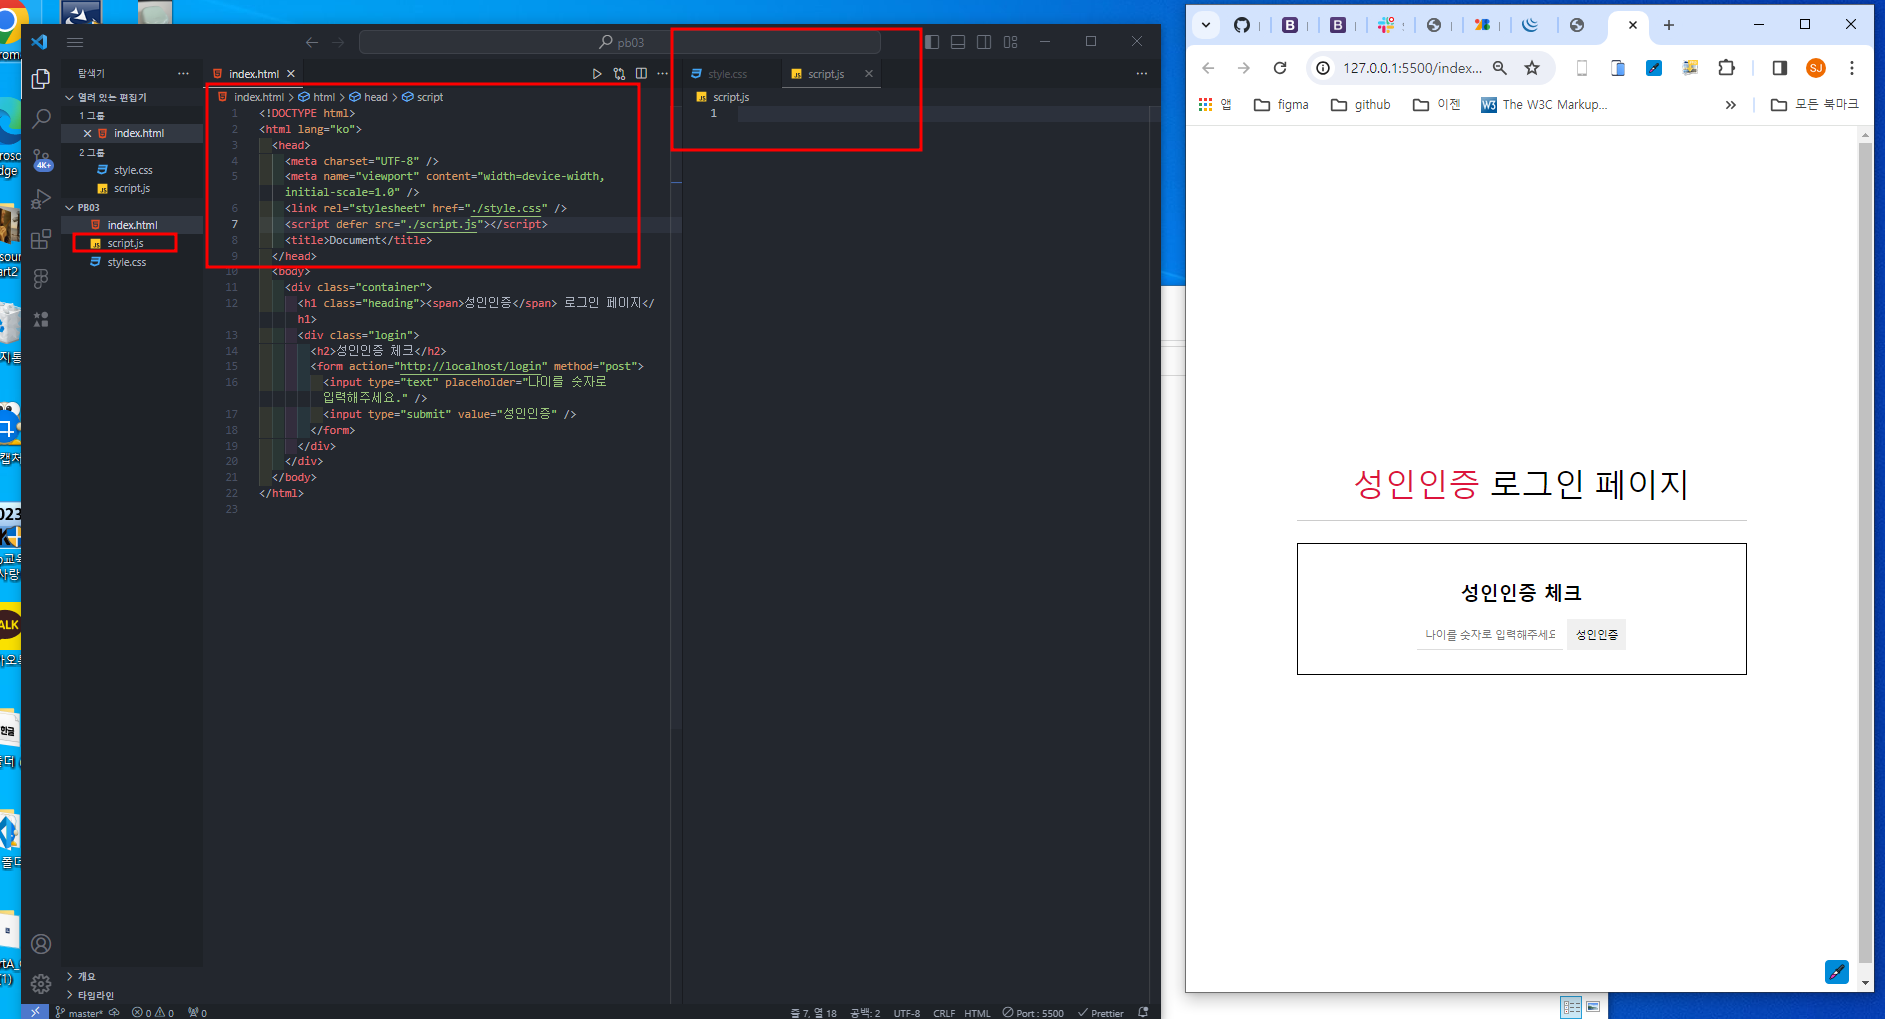 pb03
탐색기
열려 있는 편집기
1 그룹
index.html
2 그룹
style.css
script.js
PB03
index.html
script.js
style.css
개요
타임라인
4K+
index.html
index.html > html > head > script
1 <!DOCTYPE html>
2 <html lang="ko">
3 <head>
4 <meta charset="UTF-8" />
5 <meta name="viewport" content="width=device-width,
initial-scale=1.0" />
6 <link rel="stylesheet" href="./style.css" />
7 <script defer src="./script.js"></script>
8 <title>Document</title>
9 </head>
10 <body>
11 <div class="container">
12 <h1 class="heading"><span>성인인증</span> 로그인 페이지</
h1>
13 <div class="login">
14 <h2>성인인증 체크</h2>
15 <form action="http://localhost/login" method="post">
16 <input type="text" placeholder="나이를 숫자로
입력해주세요." />
17 <input type="submit" value="성인인증" />
18 </form>
19 </div>
20 </div>
21 </body>
22 </html>
23
style.css
script.js
script.js
1
master*
0 0
0
줄 7, 열 18
공백: 2
UTF-8
CRLF
HTML
Port : 5500
Prettier
127.0.0.1:5500/index...
SJ
앱
figma
github
이젠
W3
The W3C Markup...
모든 북마크
성인인증 로그인 페이지
성인인증 체크
나이를 숫자로 입력해주세요
성인인증